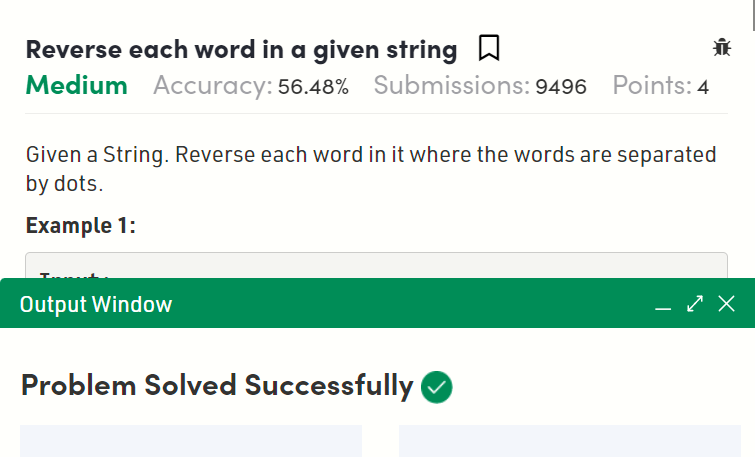 Reverse each word in a given string
Medium Accuracy: 56.48% Submissions: 9496 Points: 4
Given a String. Reverse each word in it where the words are separated
by dots.
Example 1:
Input:
Output Window
Problem Solved Successfully